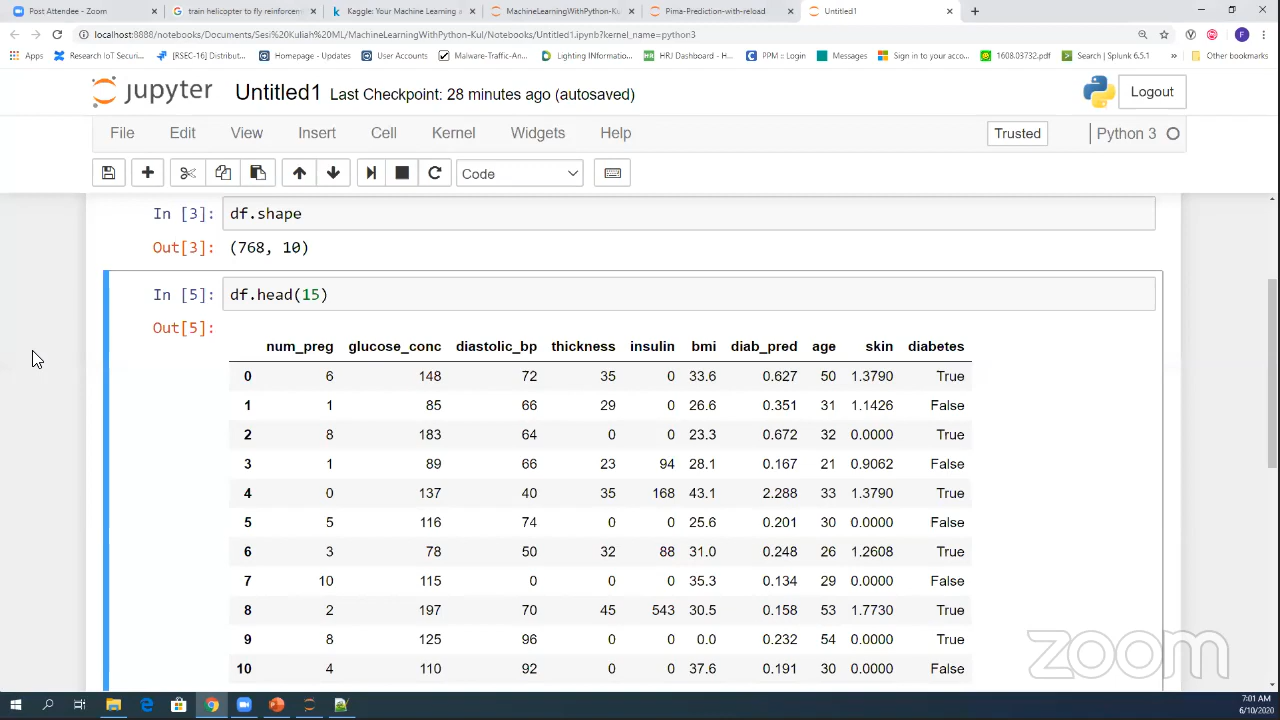 Post Attendee - Zoom
train helicopter to fly reinforcem
Kaggle: Your Machine Learning a
MachineLearningWithPython-Kul
Pima-Prediction-with-reload
Untitled1
localhost:8888/notebooks/Documents/Sesi%20Kuliah%20ML/MachineLearningWithPython-Kul/Notebooks/Untitled1.ipynb?kernel_name=python3
Apps
Research IoT Securi...
[RSEC-16] Distribut...
Homepage - Updates
User Accounts
Malware-Traffic-An...
Lighting INformatio...
HRJ Dashboard - H...
PPM :: Login
Messages
Sign in to your acco...
1608.03732.pdf
Search | Splunk 6.5.1
»
Other bookmarks
jupyter Untitled1 Last Checkpoint: 28 minutes ago (autosaved)
Logout
File Edit View Insert Cell Kernel Widgets Help
Trusted
Python 3
Code
In [3]: df.shape
Out[3]: (768, 10)
In [5]: df.head(15)
Out[5]:
num_preg glucose_conc diastolic_bp thickness insulin bmi diab_pred age skin diabetes
0 6 148 72 35 0 33.6 0.627 50 1.3790 True
1 1 85 66 29 0 26.6 0.351 31 1.1426 False
2 8 183 64 0 0 23.3 0.672 32 0.0000 True
3 1 89 66 23 94 28.1 0.167 21 0.9062 False
4 0 137 40 35 168 43.1 2.288 33 1.3790 True
5 5 116 74 0 0 25.6 0.201 30 0.0000 False
6 3 78 50 32 88 31.0 0.248 26 1.2608 True
7 10 115 0 0 0 35.3 0.134 29 0.0000 False
8 2 197 70 45 543 30.5 0.158 53 1.7730 True
9 8 125 96 0 0 0.0 0.232 54 0.0000 True
10 4 110 92 0 0 37.6 0.191 30 0.0000 False
zoom
7:01 AM
6/10/2020